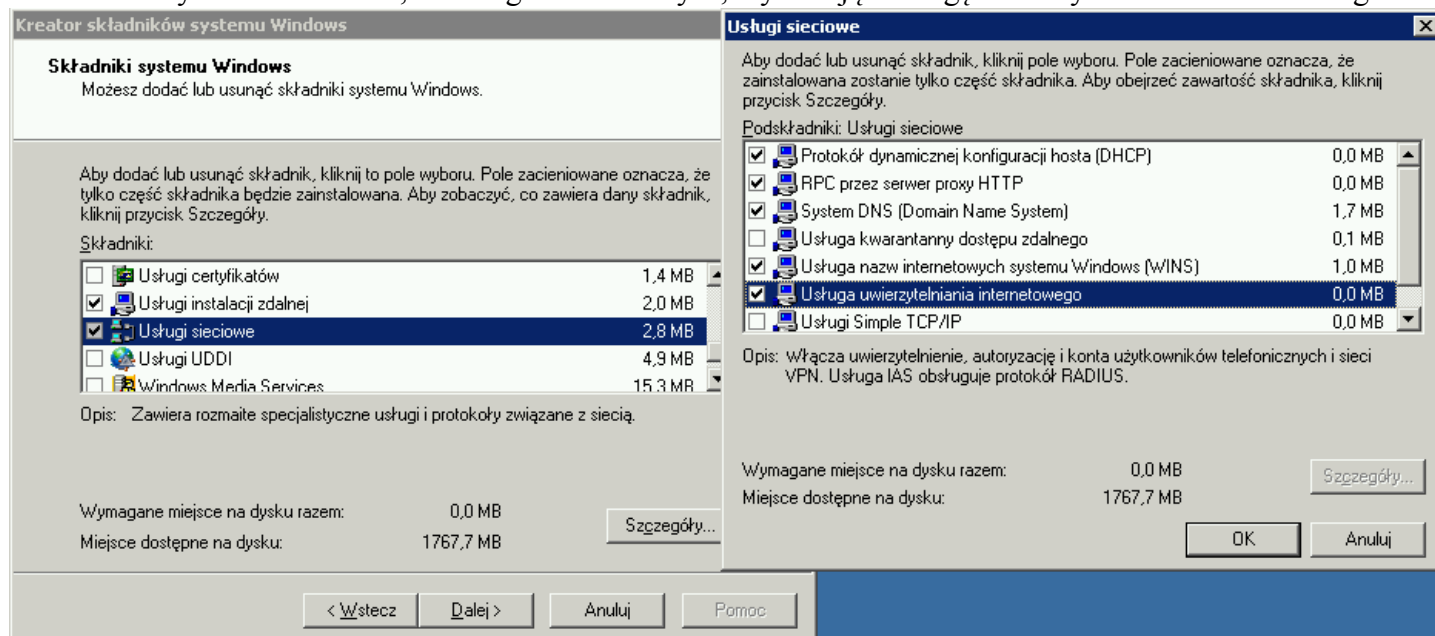 Kreator składników systemu Windows
Składniki systemu Windows
Możesz dodać lub usunąć składniki systemu Windows.
Aby dodać lub usunąć składnik, kliknij to pole wyboru. Pole zacieniowane oznacza, że
tylko część składnika będzie zainstalowana. Aby zobaczyć, co zawiera dany składnik,
kliknij przycisk Szczegóły.
Składniki:
Usługi certyfikatów 1,4 MB
Usługi instalacji zdalnej 2,0 MB
Usługi sieciowe 2,8 MB
Usługi UDDI 4,9 MB
Windows Media Services 15,3 MB
Opis: Zawiera rozmaite specjalistyczne usługi i protokoły związane z siecią.
Wymagane miejsce na dysku razem: 0,0 MB
Miejsce dostępne na dysku: 1767,7 MB
Szczegóły...
< Wstecz Dalej > Anuluj Pomoc
Usługi sieciowe
Aby dodać lub usunąć składnik, kliknij pole wyboru. Pole zacieniowane oznacza, że
zainstalowana zostanie tylko część składnika. Aby obejrzeć zawartość składnika, kliknij
przycisk Szczegóły.
Podskładniki: Usługi sieciowe
Protokół dynamicznej konfiguracji hosta (DHCP) 0,0 MB
RPC przez serwer proxy HTTP 0,0 MB
System DNS (Domain Name System) 1,7 MB
Usługa kwarantanny dostępu zdalnego 0,1 MB
Usługa nazw internetowych systemu Windows (WINS) 1,0 MB
Usługa uwierzytelniania internetowego 0,0 MB
Usługi Simple TCP/IP 0,0 MB
Opis: Włącza uwierzytelnienie, autoryzację i konta użytkowników telefonicznych i sieci
VPN. Usługa IAS obsługuje protokół RADIUS.
Wymagane miejsce na dysku razem: 0,0 MB
Miejsce dostępne na dysku: 1767,7 MB
Szczegóły...
OK Anuluj